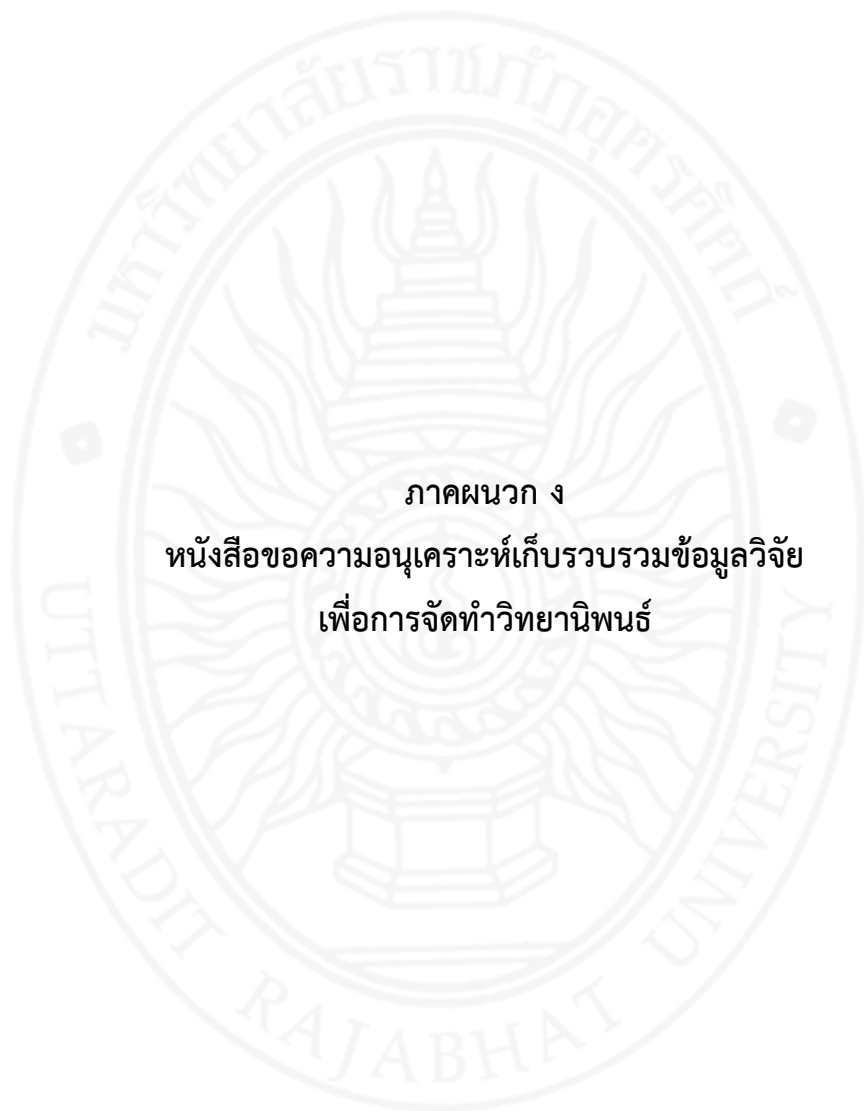 มหาวิทยาลัยราชภัฏอุตรดิตถ์
ภาคผนวก ง
หนังสือขอความอนุเคราะห์เก็บรวบรวมข้อมูลวิจัย
เพื่อการจัดทำวิทยานิพนธ์
UTTARADIT RAJABHAT UNIVERSITY